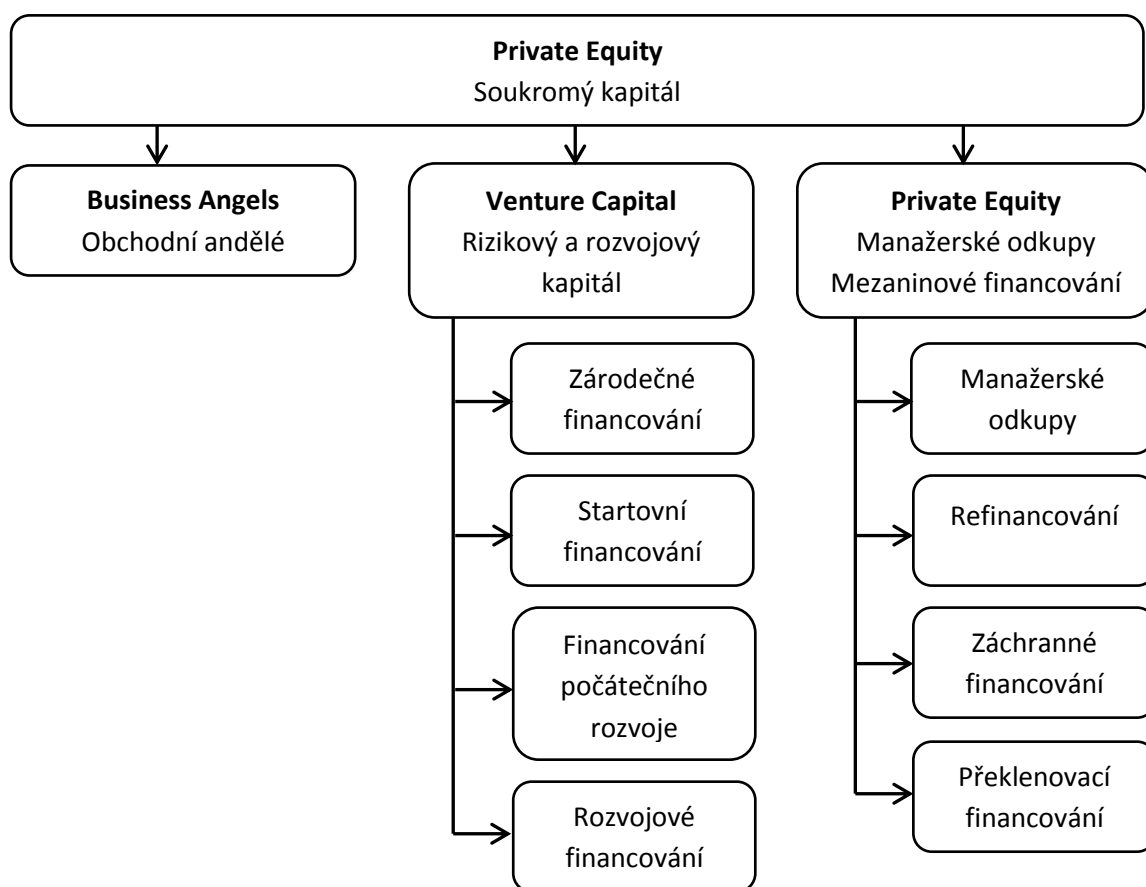 Private Equity
Soukromý kapitál
Business Angels
Obchodní andělé
Venture Capital
Rizikový a rozvojový
kapitál
Private Equity
Manažerské odkupy
Mezaninové financování
Zárodečné
financování
Startovní
financování
Financování
počátečního
rozvoje
Rozvojové
financování
Manažerské
odkupy
Refinancování
Záchranné
financování
Překlenovací
financování